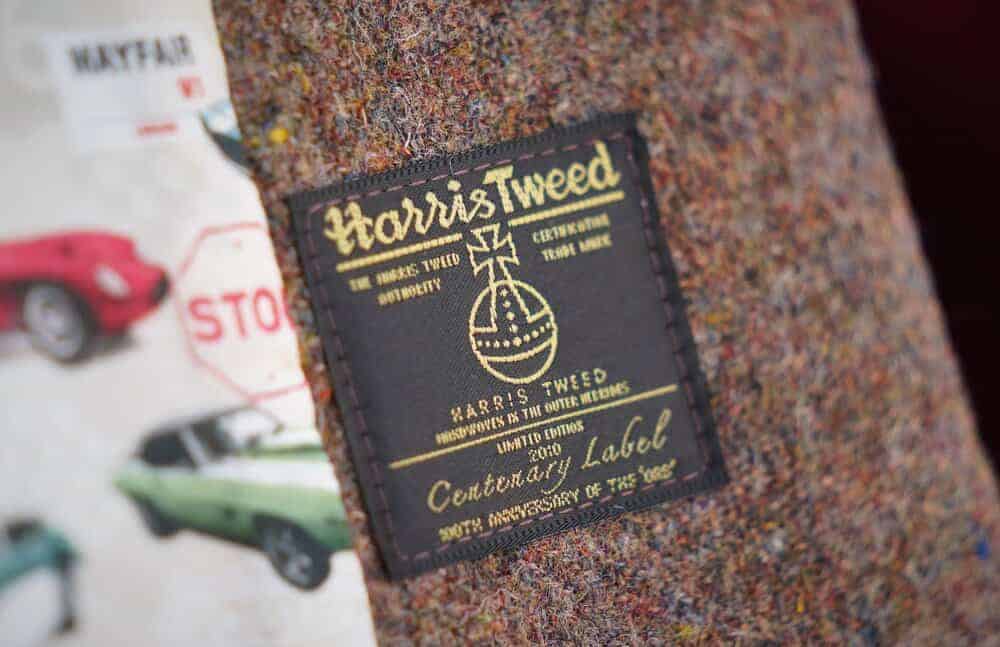 MAYFAIR
W1
STOP
Harris Tweed
THE HARRIS TWEED
AUTHORITY
CERTIFICATION
TRADE MARK
HARRIS TWEED
HANDWOVEN IN THE OUTER HEBRIDES
LIMITED EDITION
2010
Centenary Label
100TH ANNIVERSARY OF THE "ORB"